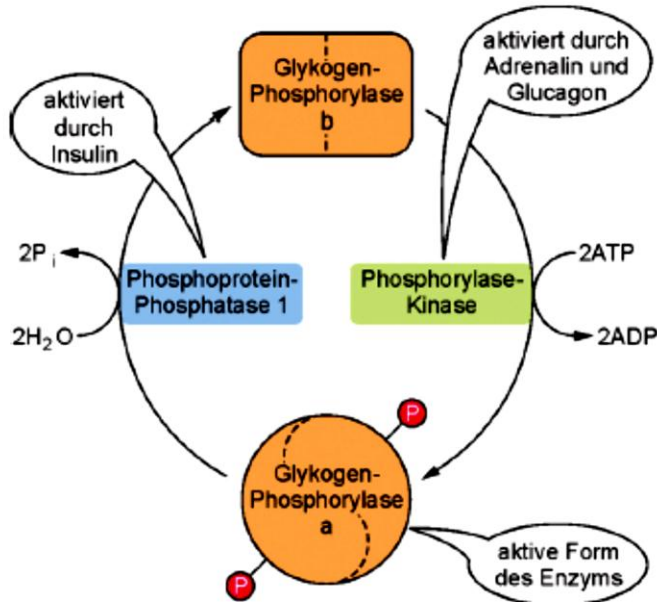 Glykogen-
Phosphorylase
b
aktiviert durch
Adrenalin und
Glucagon
aktiviert
durch
Insulin
2Pi
2H2O
Phosphoprotein-
Phosphatase 1
Phosphorylase-
Kinase
2ATP
2ADP
P
Glykogen-
Phosphorylase
a
P
aktive Form
des Enzyms